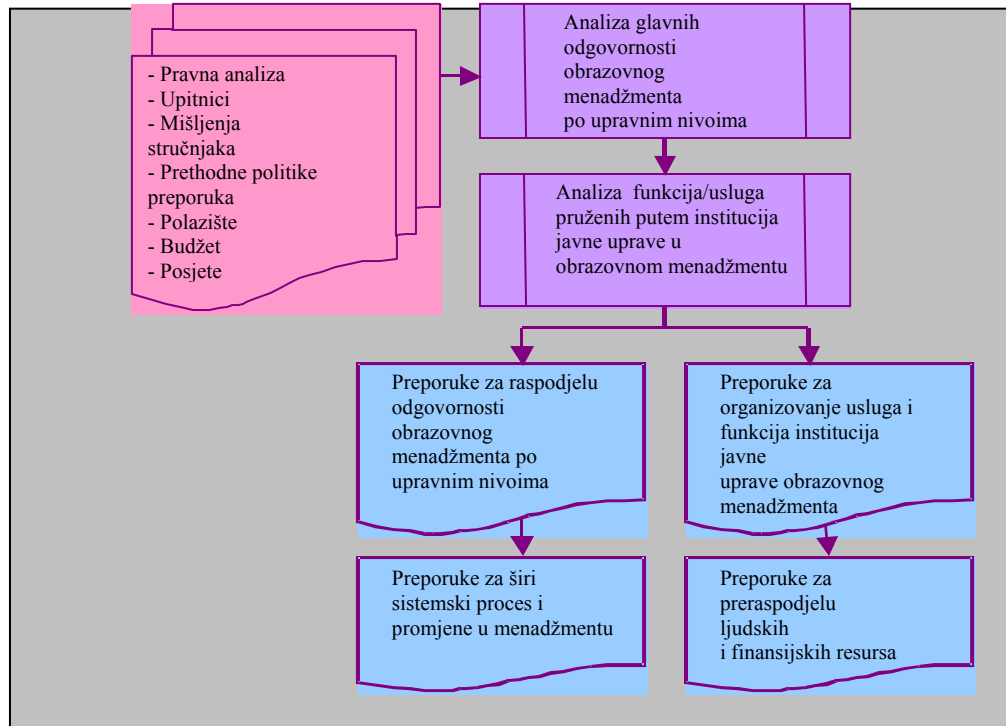 - Pravna analiza
- Upitnici
- Mišljenja
stručnjaka
- Prethodne politike
preporuka
- Polazište
- Budžet
- Posjete
Analiza glavnih
odgovornosti
obrazovnog
menadžmenta
po upravnim nivoima
Analiza funkcija/usluga
pruženih putem institucija
javne uprave u
obrazovnom menadžmentu
Preporuke za raspodjelu
odgovornosti
obrazovnog
menadžmenta po
upravnim nivoima
Preporuke za
organizovanje usluga i
funkcija institucija
javne
uprave obrazovnog
menadžmenta
Preporuke za širi
sistemski proces i
promjene u menadžmentu
Preporuke za
preraspodjelu
ljudskih
i finansijskih resursa